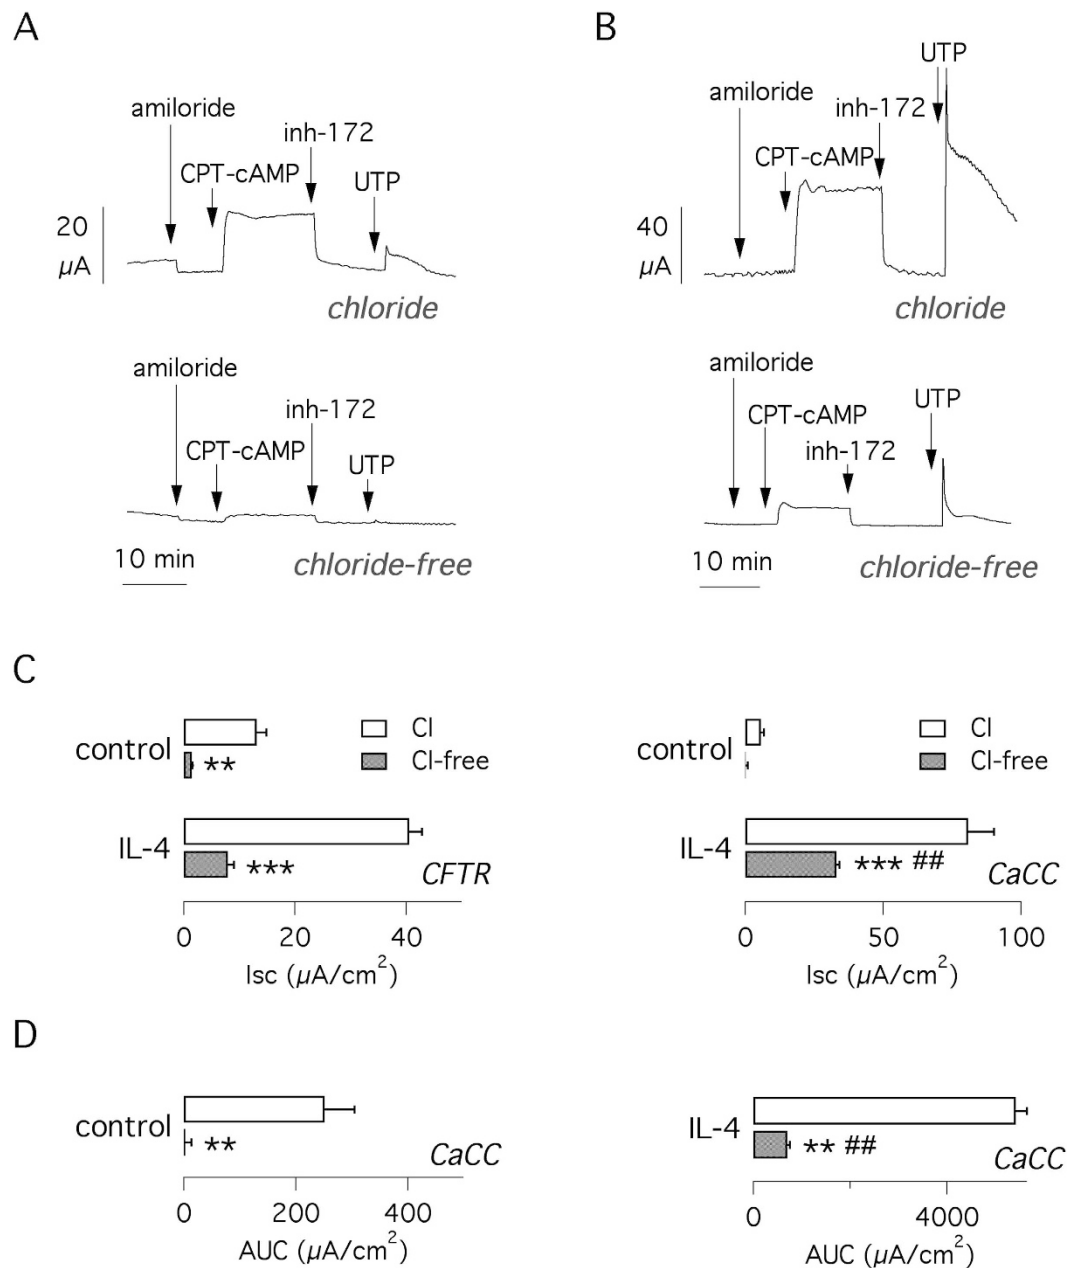 A
amiloride
CPT-cAMP
inh-172
UTP
20
µA
chloride
amiloride
CPT-cAMP
inh-172
UTP
10 min
chloride-free
B
amiloride
CPT-cAMP
inh-172
UTP
40
µA
chloride
amiloride
CPT-cAMP
inh-172
UTP
10 min
chloride-free
C
control
Cl
Cl-free
**
IL-4
***
CFTR
0 20 40
Isc (µA/cm²)
control
Cl
Cl-free
IL-4
*** ##
CaCC
0 50 100
Isc (µA/cm²)
D
control
**
CaCC
0 200 400
AUC (µA/cm²)
IL-4
** ##
CaCC
0 4000
AUC (µA/cm²)